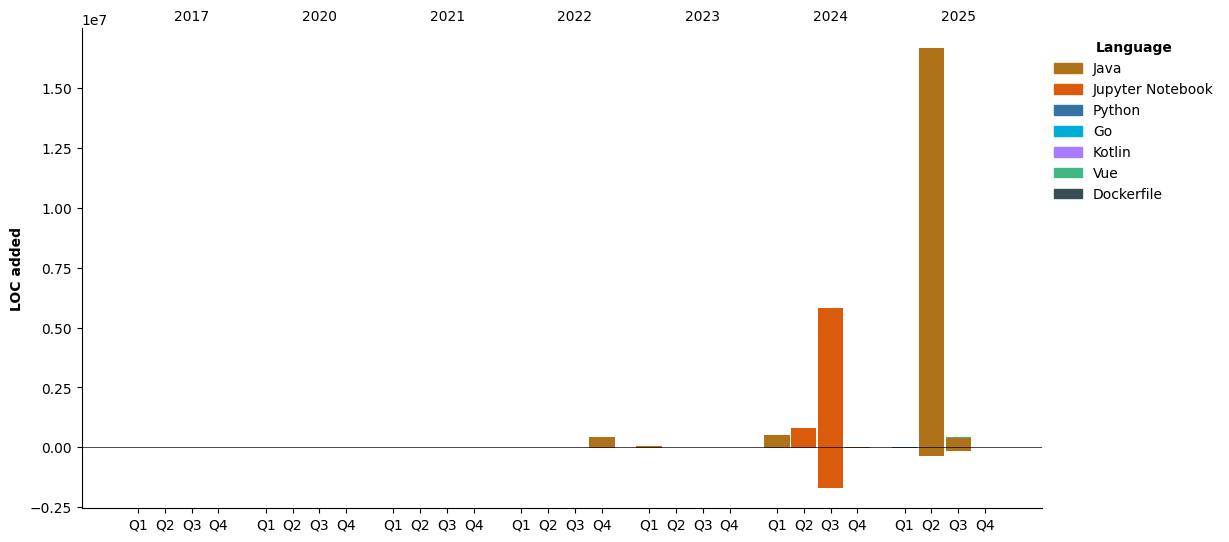 1e7
2017 2020 2021 2022 2023 2024 2025
Language
Java
Jupyter Notebook
Python
Go
Kotlin
Vue
Dockerfile
1.50
1.25
1.00
0.75
0.50
0.25
0.00
−0.25
LOC added
Q1 Q2 Q3 Q4 Q1 Q2 Q3 Q4 Q1 Q2 Q3 Q4 Q1 Q2 Q3 Q4 Q1 Q2 Q3 Q4 Q1 Q2 Q3 Q4 Q1 Q2 Q3 Q4